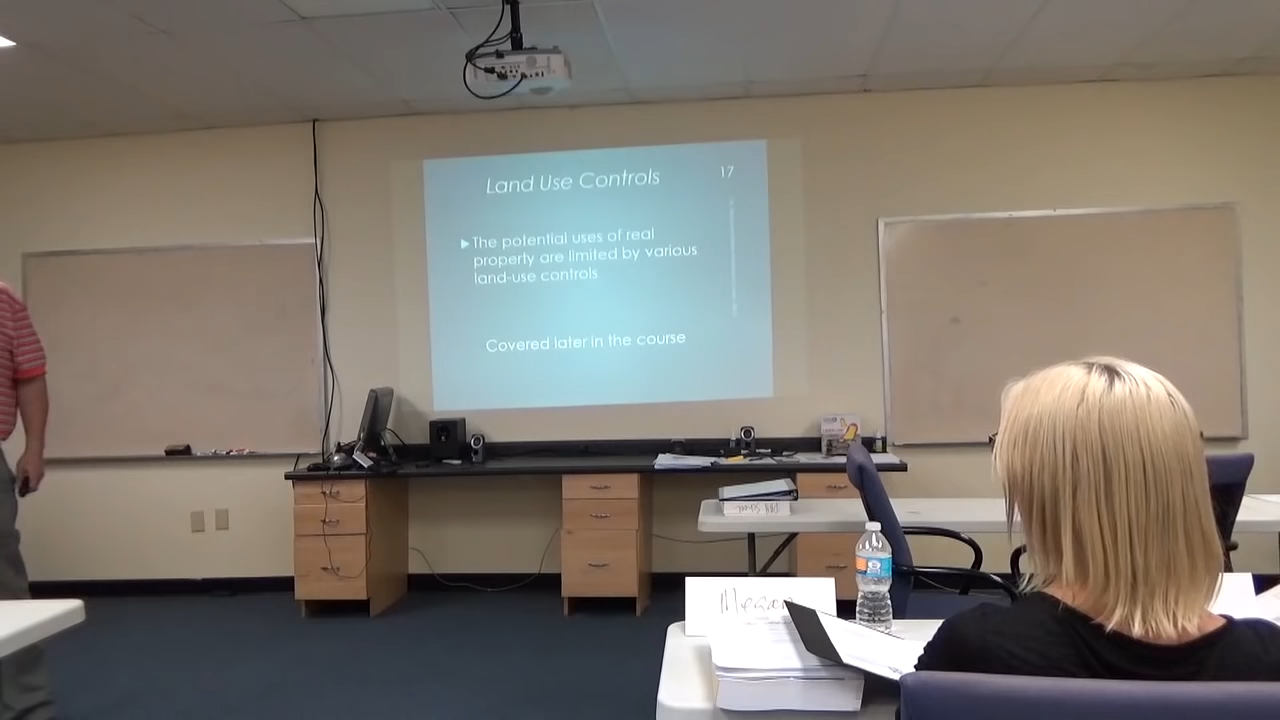 Land Use Controls
17
The potential uses of real
property are limited by various
land-use controls
Covered later in the course
Megan